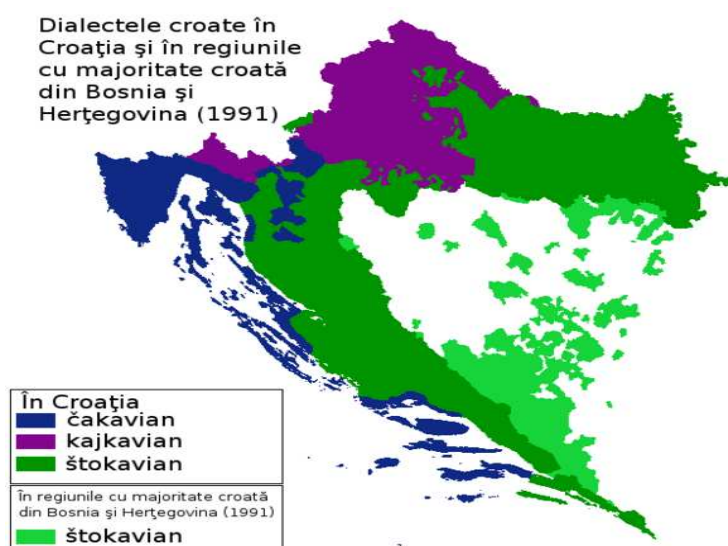 Dialectele croate în
Croaţia şi în regiunile
cu majoritate croată
din Bosnia şi
Herţegovina (1991)
În Croaţia
čakavian
kajkavian
štokavian
În regiunile cu majoritate croată
din Bosnia şi Herţegovina (1991)
štokavian